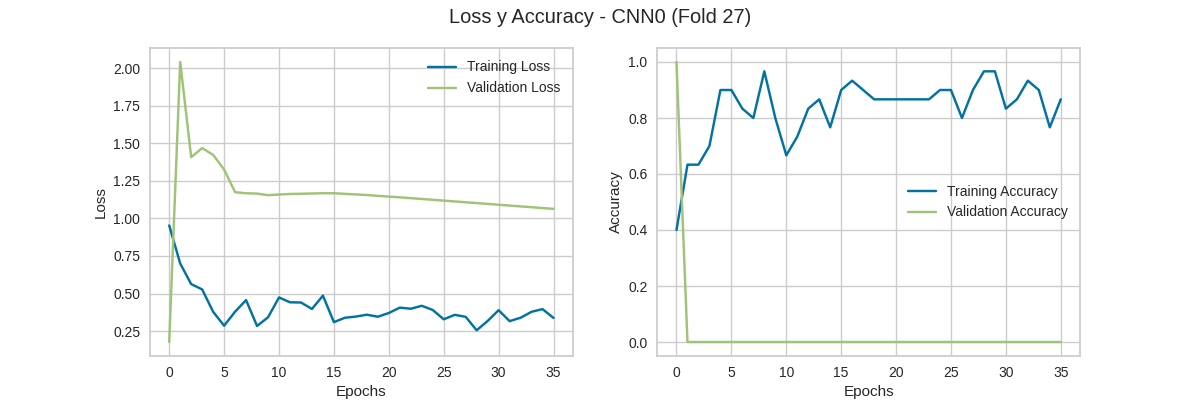 Loss y Accuracy - CNN0 (Fold 27)
Training Loss
Validation Loss
2.00
1.75
1.50
1.25
1.00
0.75
0.50
0.25
Loss
0 5 10 15 20 25 30 35
Epochs
Training Accuracy
Validation Accuracy
1.0
0.8
0.6
0.4
0.2
0.0
Accuracy
0 5 10 15 20 25 30 35
Epochs